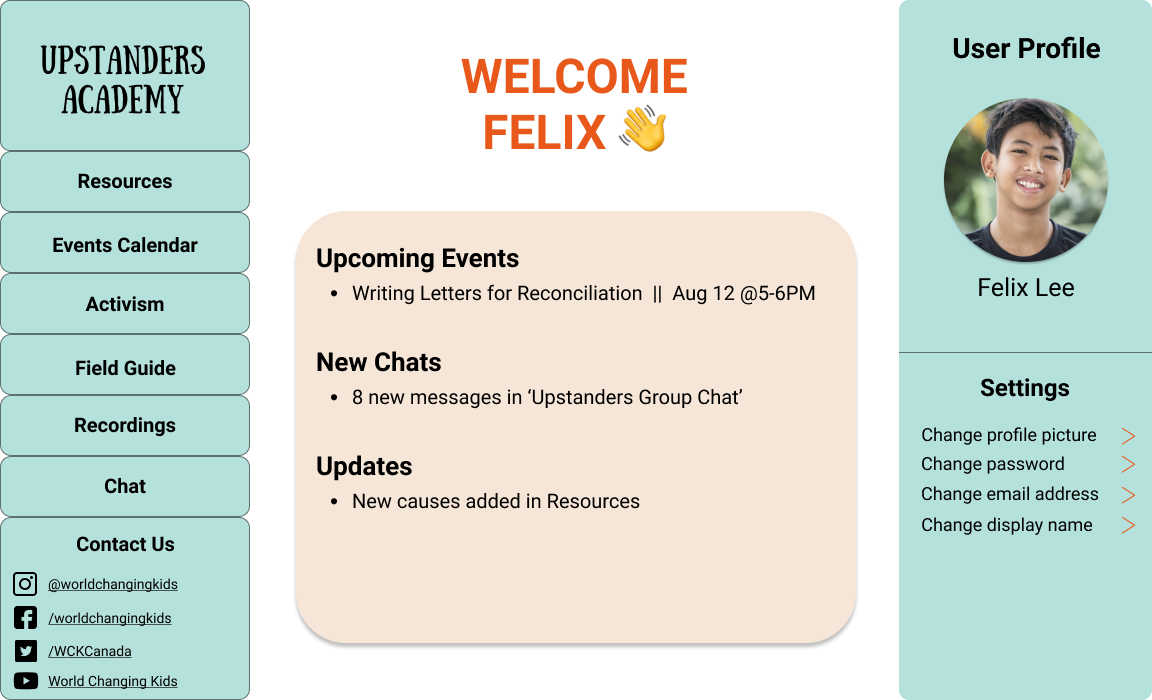 UPSTANDERS
ACADEMY
Resources
Events Calendar
Activism
Field Guide
Recordings
Chat
Contact Us
@worldchangingkids
/worldchangingkids
/WCKCanada
World Changing Kids
WELCOME
FELIX 👋
Upcoming Events
• Writing Letters for Reconciliation || Aug 12 @5-6PM
New Chats
• 8 new messages in ‘Upstanders Group Chat’
Updates
• New causes added in Resources
User Profile
Felix Lee
Settings
Change profile picture >
Change password >
Change email address >
Change display name >